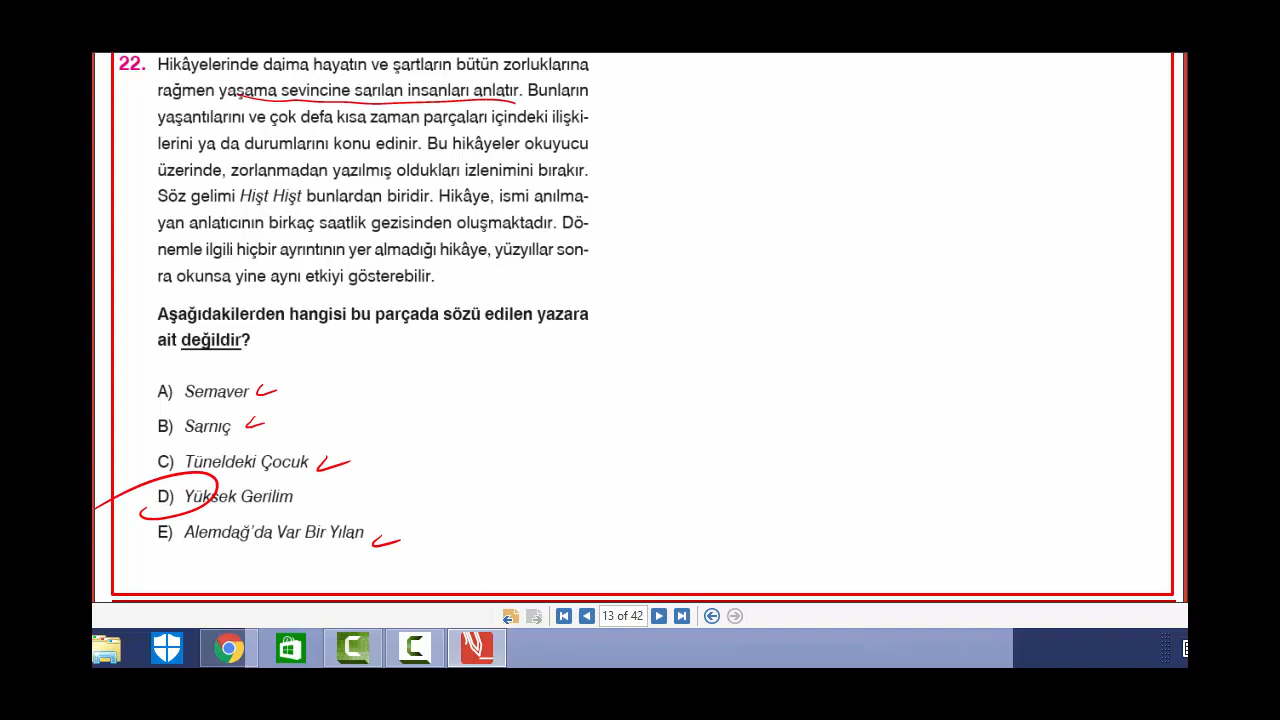 22. Hikâyelerinde daima hayatın ve şartların bütün zorluklarına
rağmen yaşama sevincine sarılan insanları anlatır. Bunların
yaşantılarını ve çok defa kısa zaman parçaları içindeki ilişki-
lerini ya da durumlarını konu edinir. Bu hikâyeler okuyucu
üzerinde, zorlanmadan yazılmış oldukları izlenimini bırakır.
Söz gelimi Hişt Hişt bunlardan biridir. Hikâye, ismi anılma-
yan anlatıcının birkaç saatlik gezisinden oluşmaktadır. Dö-
nemle ilgili hiçbir ayrıntının yer almadığı hikâye, yüzyıllar son-
ra okunsa yine aynı etkiyi gösterebilir.
Aşağıdakilerden hangisi bu parçada sözü edilen yazara
ait değildir?
A) Semaver
B) Sarnıç
C) Tüneldeki Çocuk
D) Yüksek Gerilim
E) Alemdağ'da Var Bir Yılan
13 of 42